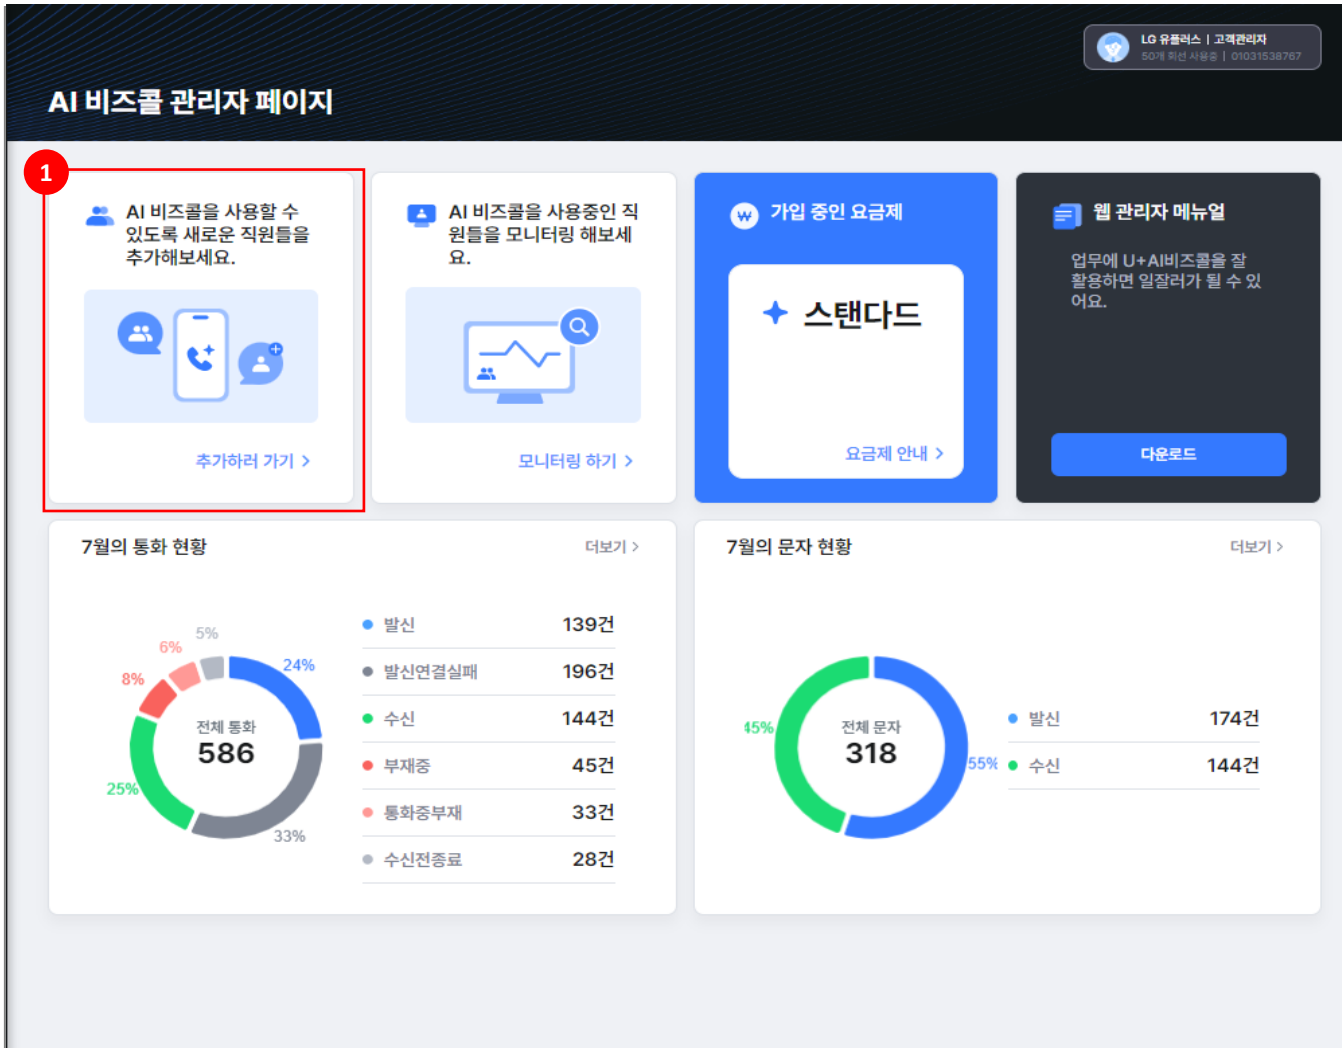 LG 유플러스 | 고객관리자
50개 회선 사용중 | 01031538767
AI 비즈콜 관리자 페이지
1
AI 비즈콜을 사용할 수
있도록 새로운 직원들을
추가해보세요.
추가하러 가기 >
AI 비즈콜을 사용중인 직
원들을 모니터링 해보세
요.
모니터링 하기 >
₩ 가입 중인 요금제
스탠다드
요금제 안내 >
웹 관리자 메뉴얼
업무에 U+AI비즈콜을 잘
활용하면 일잘러가 될 수 있
어요.
다운로드
7월의 통화 현황
더보기 >
5%
6%
8%
24%
25%
33%
전체 통화
586
발신 139건
발신연결실패 196건
수신 144건
부재중 45건
통화중부재 33건
수신전종료 28건
7월의 문자 현황
더보기 >
45%
55%
전체 문자
318
발신 174건
수신 144건